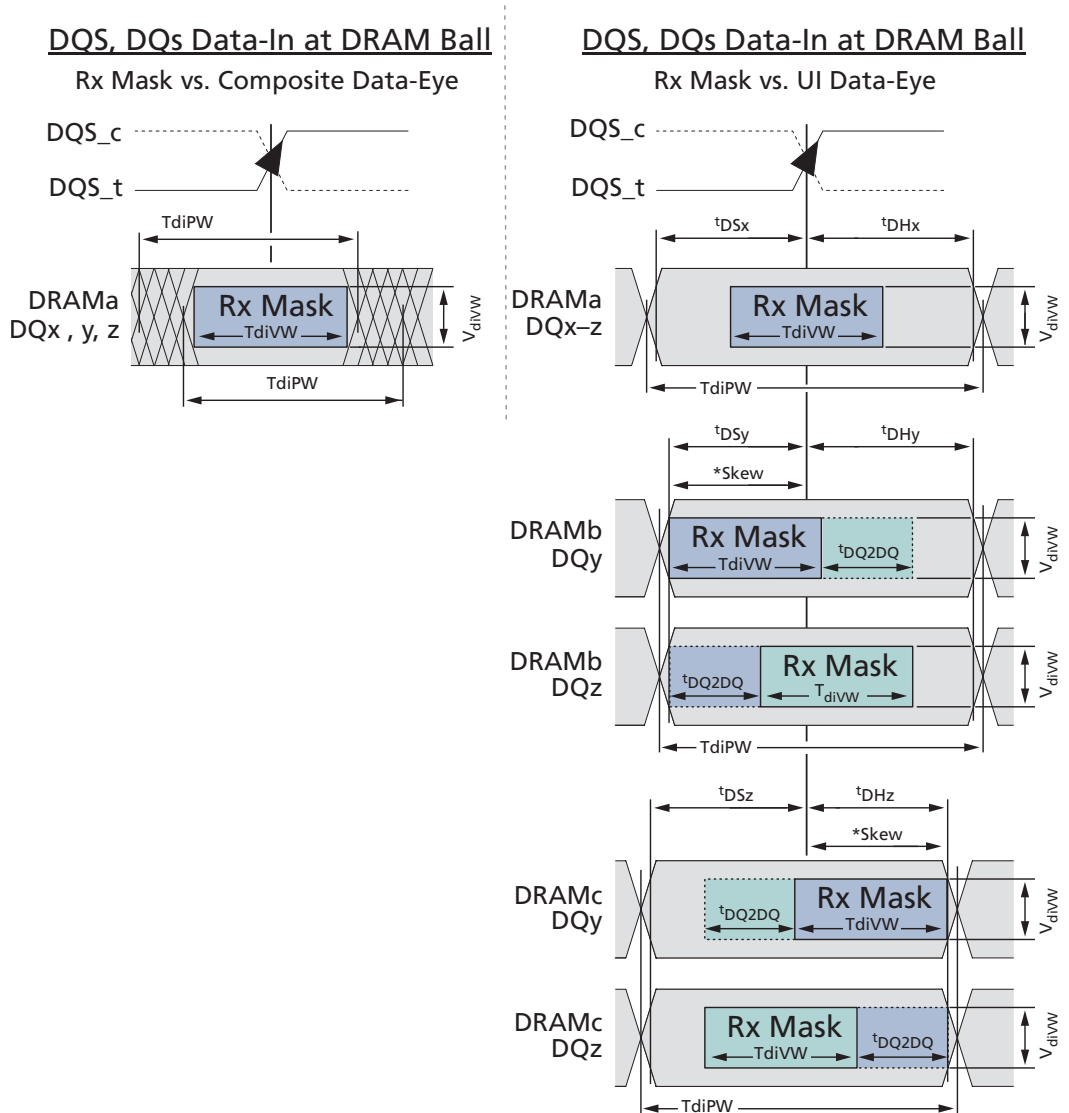 DQS, DQs Data-In at DRAM Ball
Rx Mask vs. Composite Data-Eye
DQS_c
DQS_t
TdiPW
DRAMa
DQx , y, z
Rx Mask
TdiVW
VdiVW
TdiPW
DQS, DQs Data-In at DRAM Ball
Rx Mask vs. UI Data-Eye
DQS_c
DQS_t
tDSx
tDHx
DRAMa
DQx–z
Rx Mask
TdiVW
VdiVW
TdiPW
tDSy
tDHy
*Skew
DRAMb
DQy
Rx Mask
TdiVW
tDQ2DQ
VdiVW
DRAMb
DQz
tDQ2DQ
Rx Mask
TdiVW
VdiVW
TdiPW
tDSz
tDHz
*Skew
DRAMc
DQy
tDQ2DQ
Rx Mask
TdiVW
VdiVW
DRAMc
DQz
Rx Mask
TdiVW
tDQ2DQ
VdiVW
TdiPW